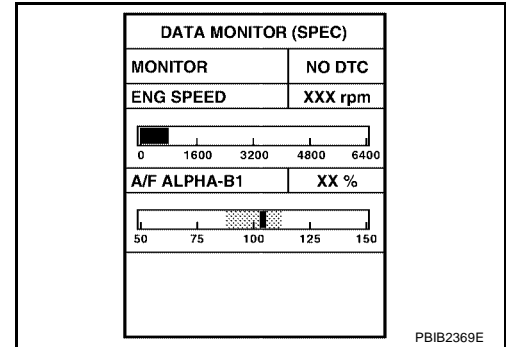 DATA MONITOR (SPEC)
MONITOR NO DTC
ENG SPEED XXX rpm
0 1600 3200 4800 6400
A/F ALPHA-B1 XX %
50 75 100 125 150
PBIB2369E